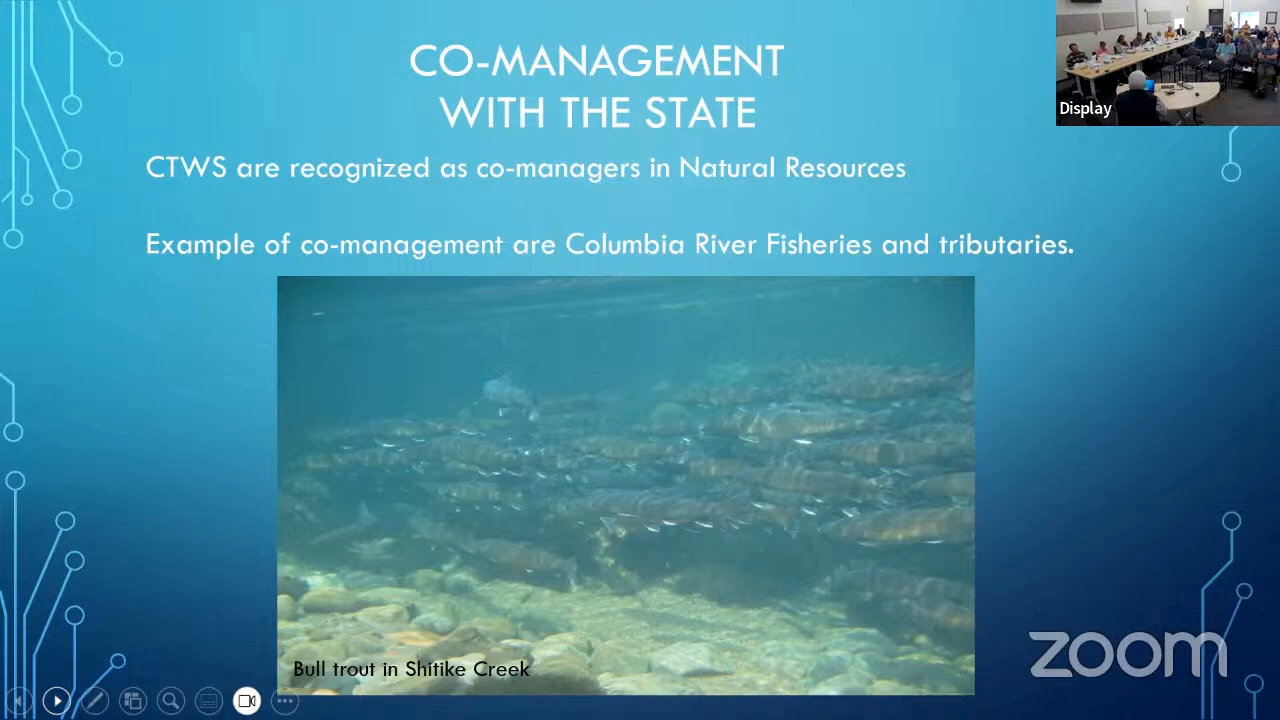 CO-MANAGEMENT
WITH THE STATE
Display
CTWS are recognized as co-managers in Natural Resources
Example of co-management are Columbia River Fisheries and tributaries.
Bull trout in Shitike Creek
zoom